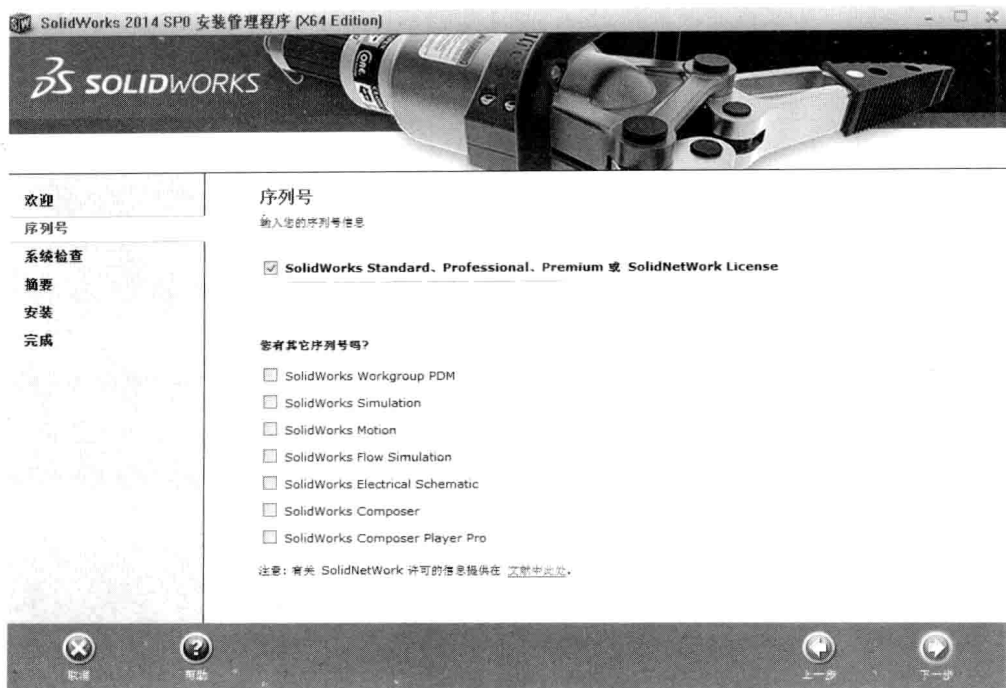 SolidWorks 2014 SP0 安装管理程序 (X64 Edition)
SOLIDWORKS
欢迎
序列号
系统检查
摘要
安装
完成
序列号
输入您的序列号信息
SolidWorks Standard、Professional、Premium 或 SolidNetWork License
您有其它序列号吗?
SolidWorks Workgroup PDM
SolidWorks Simulation
SolidWorks Motion
SolidWorks Flow Simulation
SolidWorks Electrical Schematic
SolidWorks Composer
SolidWorks Composer Player Pro
注意: 有关 SolidNetWork 许可的信息提供在 文献中此处.
取消
帮助
上一步
下一步